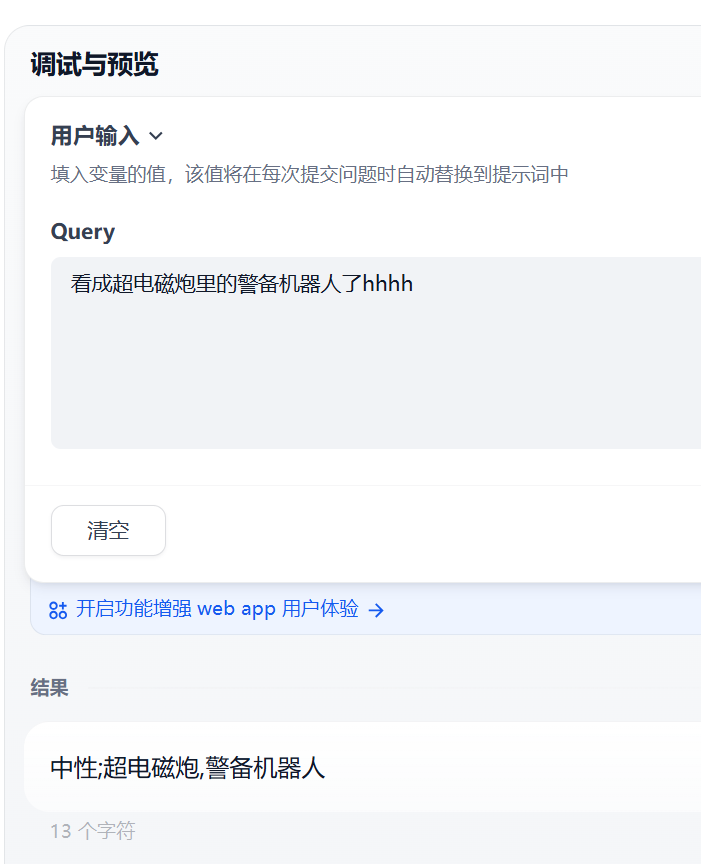 调试与预览
用户输入
填入变量的值，该值将在每次提交问题时自动替换到提示词中
Query
看成超电磁炮里的警备机器人了hhhh
清空
开启功能增强 web app 用户体验 →
结果
中性;超电磁炮,警备机器人
13 个字符